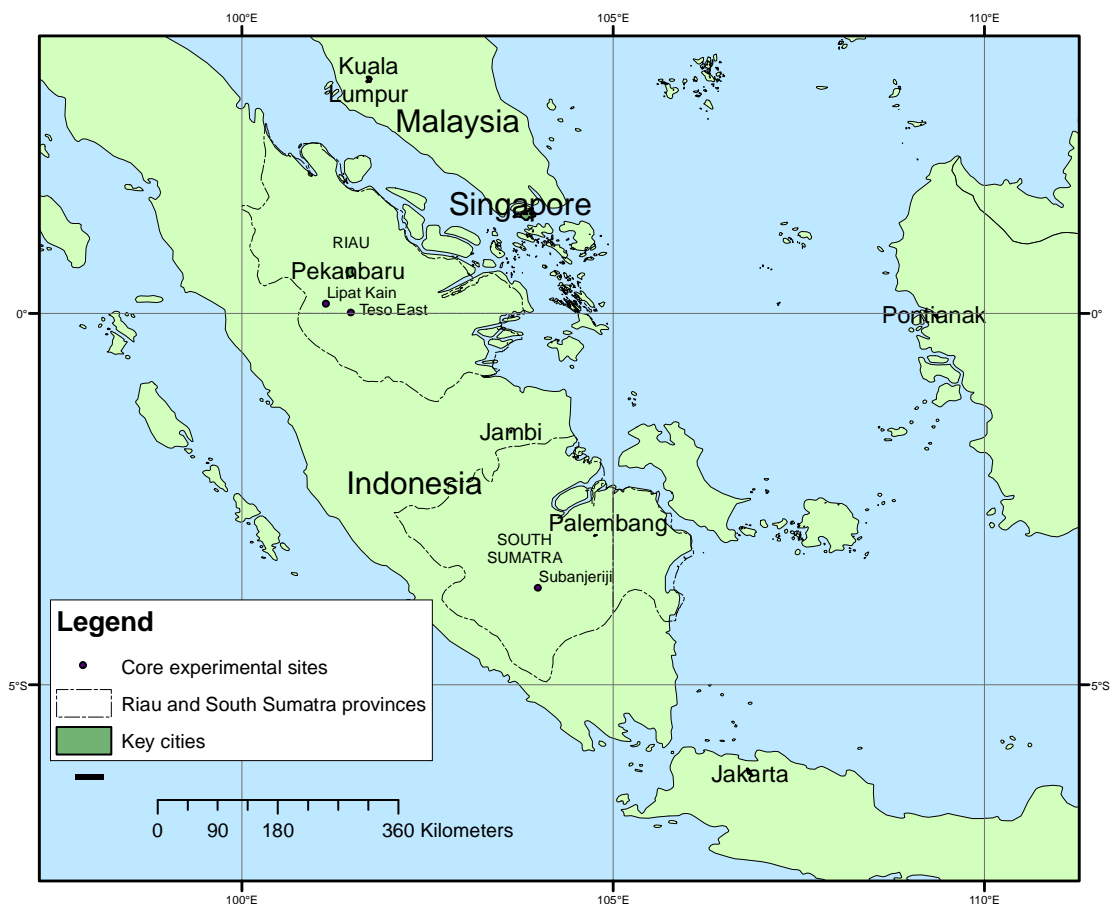 100°E
105°E
110°E
Kuala
Lumpur
Malaysia
Singapore
RIAU
Pekanbaru
Lipat Kain
Teso East
0°
0°
Pontianak
Jambi
Indonesia
Palembang
SOUTH
SUMATRA
Subanjeriji
Legend
Core experimental sites
Riau and South Sumatra provinces
Key cities
5°S
5°S
Jakarta
0 90 180 360 Kilometers
100°E
105°E
110°E